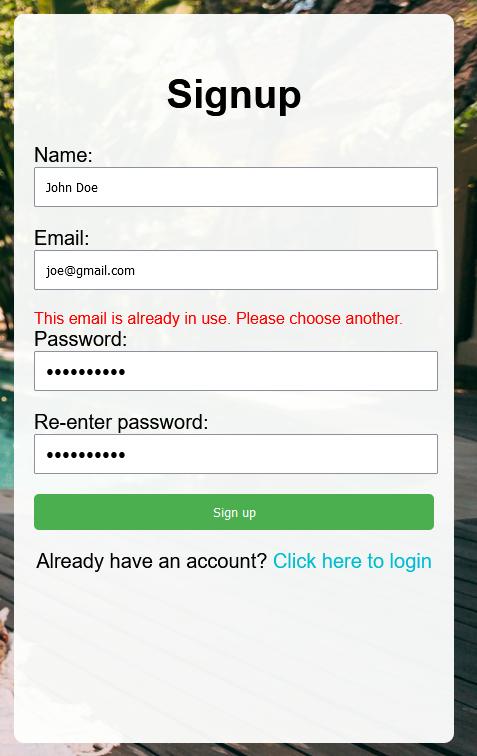 Signup
Name:
John Doe
Email:
joe@gmail.com
This email is already in use. Please choose another.
Password:
••••••••••
Re-enter password:
••••••••••
Sign up
Already have an account? Click here to login